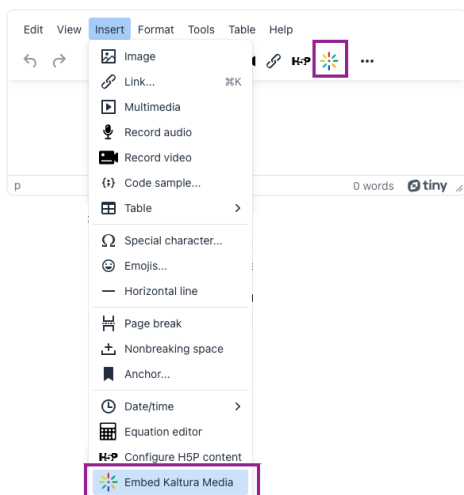 Edit View Insert Format Tools Table Help
Image
H-P
Link... ⌘K
Multimedia
Record audio
Record video
Code sample...
p
0 words tiny
Table
Special character...
Emojis...
Horizontal line
Page break
Nonbreaking space
Anchor...
Date/time
Equation editor
H-P Configure H5P content
Embed Kaltura Media